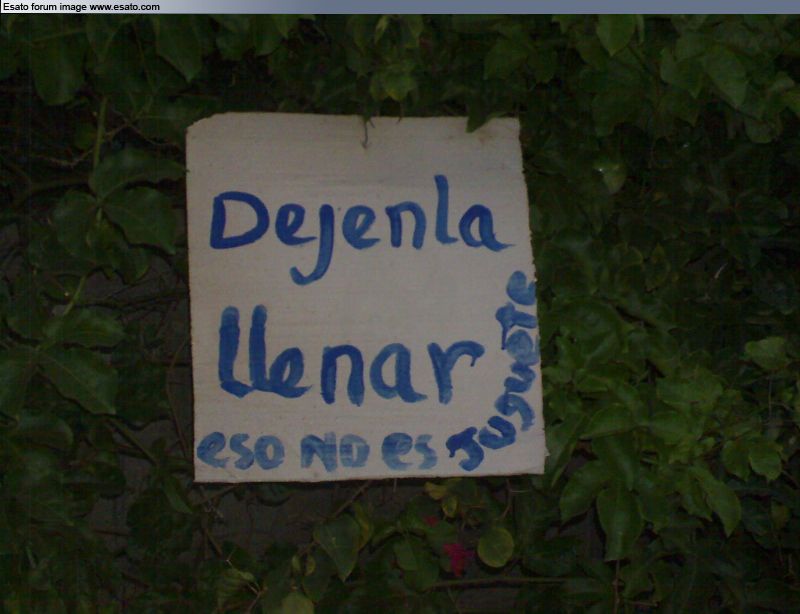 Esato forum image www.esato.com
Dejenla
llenar
eso No es juguete